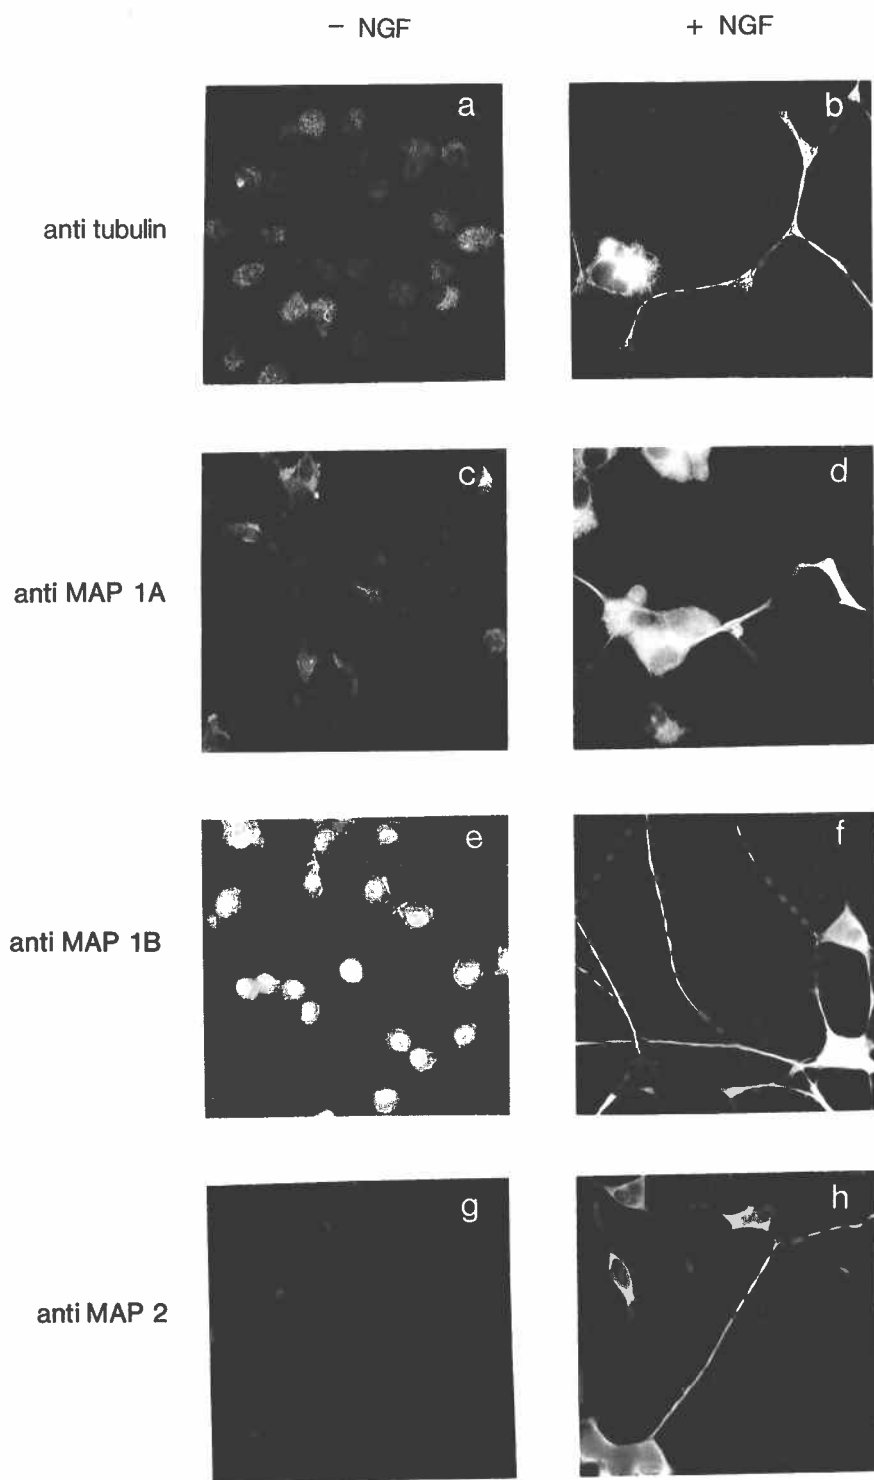 − NGF
+ NGF
anti tubulin
a
b
anti MAP 1A
c
d
anti MAP 1B
e
f
anti MAP 2
g
h